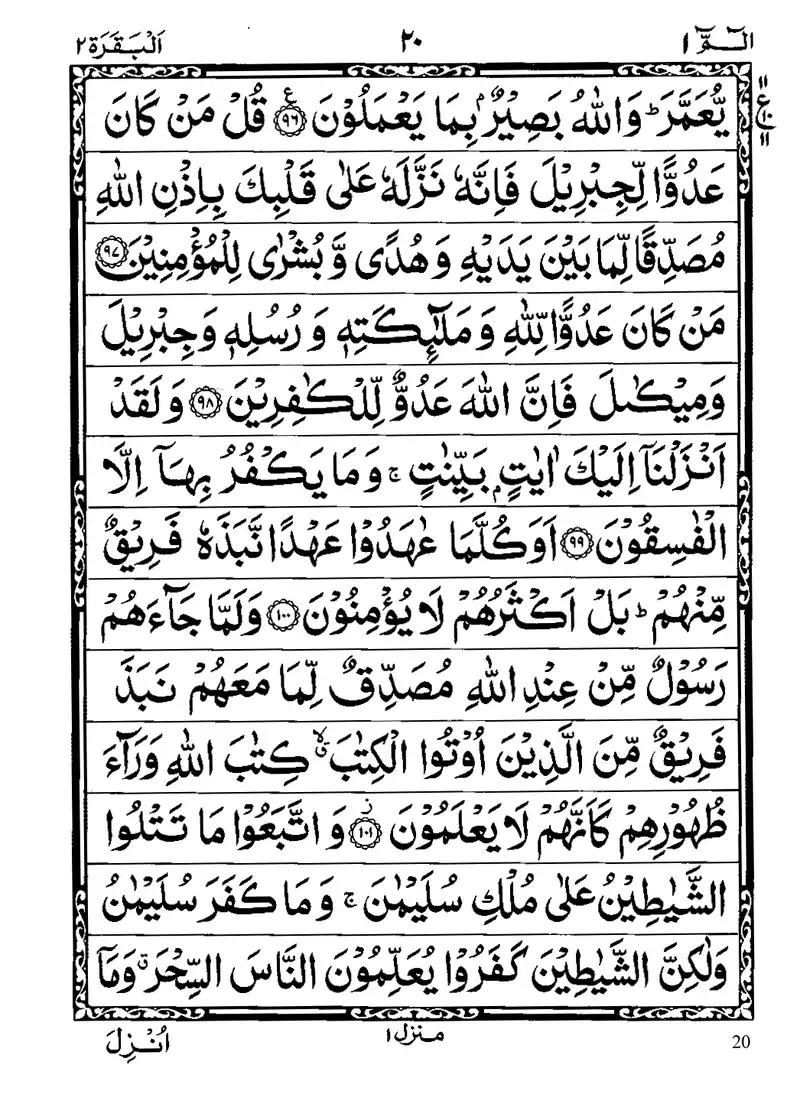 الٓمّٓ ١ ٢٠ اَلْبَقَرَة ٢
يُّعَمَّرَ ؕ وَاللّٰهُ بَصِيْرٌۢ بِمَا يَعْمَلُوْنَ ﴿٩٦﴾ قُلْ مَنْ كَانَ
عَدُوًّا لِّجِبْرِيْلَ فَاِنَّهٗ نَزَّلَهٗ عَلٰى قَلْبِكَ بِاِذْنِ اللّٰهِ
مُصَدِّقًا لِّمَا بَيْنَ يَدَيْهِ وَ هُدًى وَّ بُشْرٰى لِلْمُؤْمِنِيْنَ ﴿٩٧﴾
مَنْ كَانَ عَدُوًّا لِّلّٰهِ وَ مَلٰٓئِكَتِهٖ وَ رُسُلِهٖ وَ جِبْرِيْلَ
وَ مِيْكٰىلَ فَاِنَّ اللّٰهَ عَدُوٌّ لِّلْكٰفِرِيْنَ ﴿٩٨﴾ وَ لَقَدْ
اَنْزَلْنَاۤ اِلَيْكَ اٰيٰتٍۭ بَيِّنٰتٍ ۚ وَ مَا يَكْفُرُ بِهَاۤ اِلَّا
الْفٰسِقُوْنَ ﴿٩٩﴾ اَوَ كُلَّمَا عٰهَدُوْا عَهْدًا نَّبَذَهٗ فَرِيْقٌ
مِّنْهُمْ ؕ بَلْ اَكْثَرُهُمْ لَا يُؤْمِنُوْنَ ﴿١٠٠﴾ وَلَمَّا جَآءَهُمْ
رَسُوْلٌ مِّنْ عِنْدِ اللّٰهِ مُصَدِّقٌ لِّمَا مَعَهُمْ نَبَذَ
فَرِيْقٌ مِّنَ الَّذِيْنَ اُوْتُوا الْكِتٰبَ ۙۗ كِتٰبَ اللّٰهِ وَرَآءَ
ظُهُوْرِهِمْ كَاَنَّهُمْ لَا يَعْلَمُوْنَ ﴿١٠١﴾ وَ اتَّبَعُوْا مَا تَتْلُوا
الشَّيٰطِيْنُ عَلٰى مُلْكِ سُلَيْمٰنَ ۚ وَ مَا كَفَرَ سُلَيْمٰنُ
وَلٰكِنَّ الشَّيٰطِيْنَ كَفَرُوْا يُعَلِّمُوْنَ النَّاسَ السِّحْرَ ۗ وَمَاۤ
اُنْزِلَ منزل ١ 20